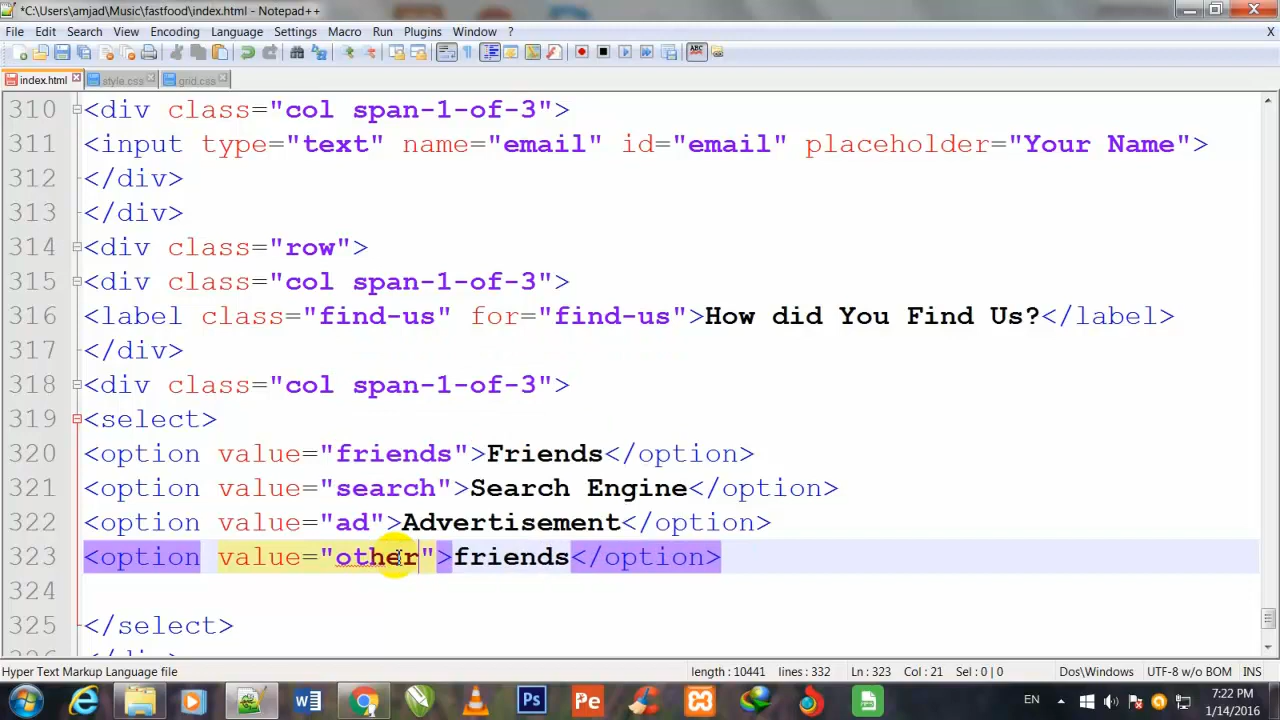 *C:\Users\amjad\Music\fastfood\index.html - Notepad++
File Edit Search View Encoding Language Settings Macro Run Plugins Window ? X
index.html style.css grid.css
310 <div class="col span-1-of-3">
311 <input type="text" name="email" id="email" placeholder="Your Name">
312 </div>
313 </div>
314 <div class="row">
315 <div class="col span-1-of-3">
316 <label class="find-us" for="find-us">How did You Find Us?</label>
317 </div>
318 <div class="col span-1-of-3">
319 <select>
320 <option value="friends">Friends</option>
321 <option value="search">Search Engine</option>
322 <option value="ad">Advertisement</option>
323 <option value="other">friends</option>
324
325 </select>
Hyper Text Markup Language file length : 10441 lines : 332 Ln : 323 Col : 21 Sel : 0 | 0 Dos\Windows UTF-8 w/o BOM INS
Ps Pe EN 7:22 PM
1/14/2016